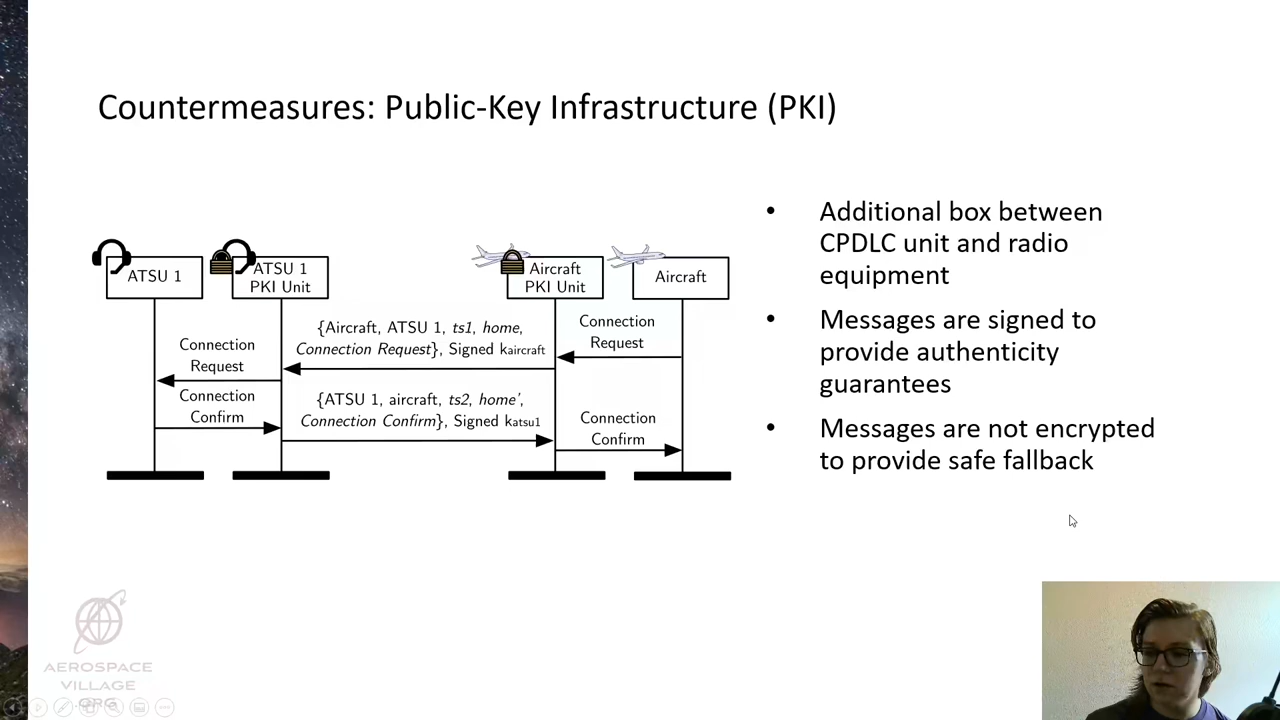 Countermeasures: Public-Key Infrastructure (PKI)
ATSU 1
ATSU 1
PKI Unit
Aircraft
PKI Unit
Aircraft
Connection
Request
{Aircraft, ATSU 1, ts1, home,
Connection Request}, Signed kaircraft
Connection
Request
Connection
Confirm
{ATSU 1, aircraft, ts2, home',
Connection Confirm}, Signed katsu1
Connection
Confirm
• Additional box between
CPDLC unit and radio
equipment
• Messages are signed to
provide authenticity
guarantees
• Messages are not encrypted
to provide safe fallback
AEROSPACE
VILLAGE
.ORG